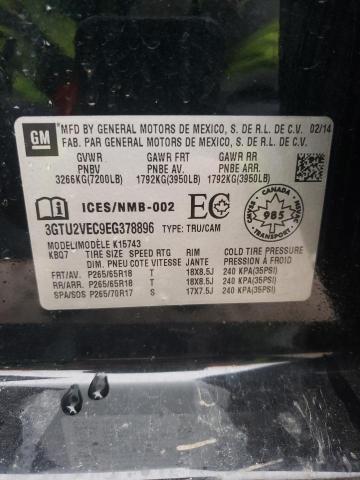 GM
MFD BY GENERAL MOTORS DE MEXICO, S. DE R.L. DE C.V. 02/14
FAB. PAR GENERAL MOTORS DE MEXICO, S. DE R.L. DE C.V.
GVWR GAWR FRT GAWR RR
PNBV PNBE AV. PNBE ARR.
3266KG(7200LB) 1792KG(3950LB) 1792KG(3950LB)
ICES/NMB-002 EC
CANADA
CMVSS 985 NSVAC
TRANSPORT
3GTU2VEC9EG378896 TYPE: TRU/CAM
MODEL/MODÈLE K15743
KBQ7 TIRE SIZE SPEED RTG RIM COLD TIRE PRESSURE
DIM. PNEU COTE VITESSE JANTE PRESSION À FROID
FRT/AV. P265/65R18 T 18X8.5J 240 KPA(35PSI)
RR/ARR. P265/65R18 T 18X8.5J 240 KPA(35PSI)
SPA/SOS P265/70R17 S 17X7.5J 240 KPA(35PSI)